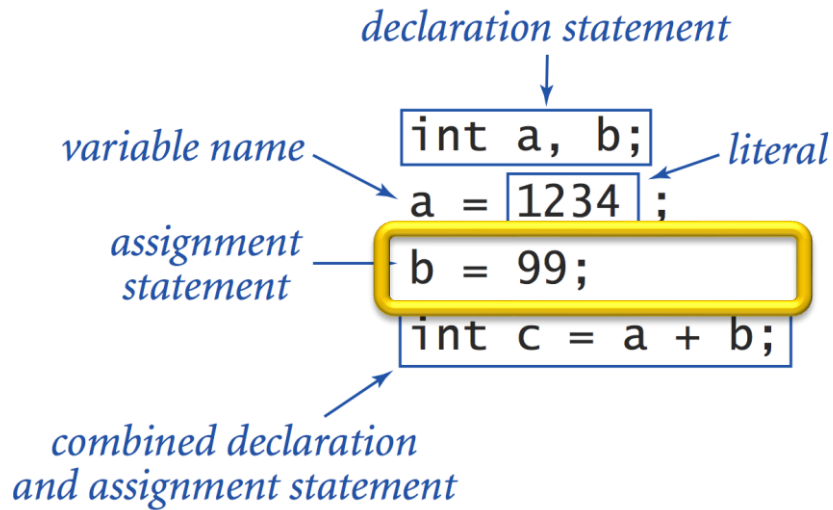 declaration statement
int a, b;
variable name
literal
a = 1234 ;
assignment
statement
b = 99;
int c = a + b;
combined declaration
and assignment statement